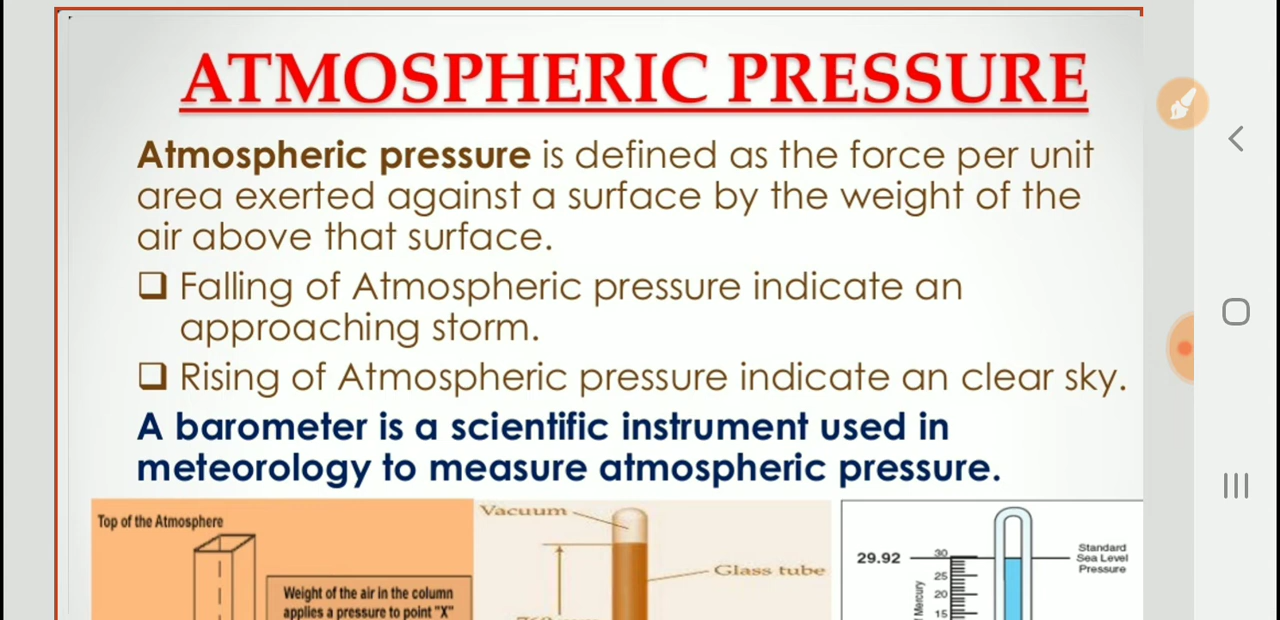 ATMOSPHERIC PRESSURE
Atmospheric pressure is defined as the force per unit
area exerted against a surface by the weight of the
air above that surface.
Falling of Atmospheric pressure indicate an
approaching storm.
Rising of Atmospheric pressure indicate an clear sky.
A barometer is a scientific instrument used in
meteorology to measure atmospheric pressure.
Top of the Atmosphere
Weight of the air in the column
applies a pressure to point "X"
Vacuum
Glass tube
29.92
30
25
20
15
Mercury
Standard
Sea Level
Pressure